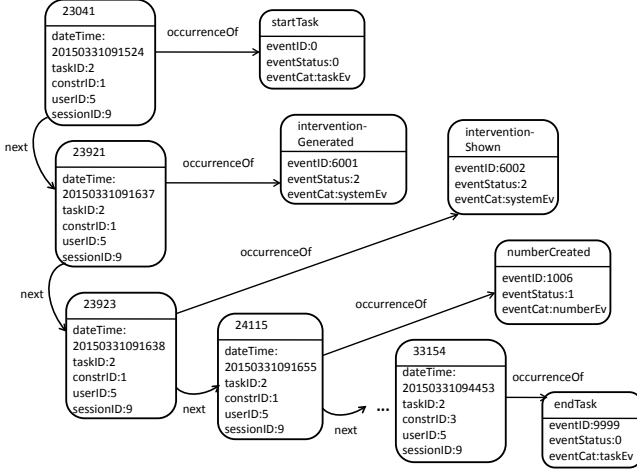 23041
dateTime:
20150331091524
taskID:2
constrID:1
userID:5
sessionID:9
occurrenceOf
startTask
eventID:0
eventStatus:0
eventCat:taskEv
next
23921
dateTime:
20150331091637
taskID:2
constrID:1
userID:5
sessionID:9
occurrenceOf
intervention-
Generated
eventID:6001
eventStatus:2
eventCat:systemEv
intervention-
Shown
eventID:6002
eventStatus:2
eventCat:systemEv
next
23923
dateTime:
20150331091638
taskID:2
constrID:1
userID:5
sessionID:9
occurrenceOf
numberCreated
eventID:1006
eventStatus:1
eventCat:numberEv
next
24115
dateTime:
20150331091655
taskID:2
constrID:1
userID:5
sessionID:9
occurrenceOf
next
...
33154
dateTime:
20150331094453
taskID:2
constrID:3
userID:5
sessionID:9
occurrenceOf
endTask
eventID:9999
eventStatus:0
eventCat:taskEv